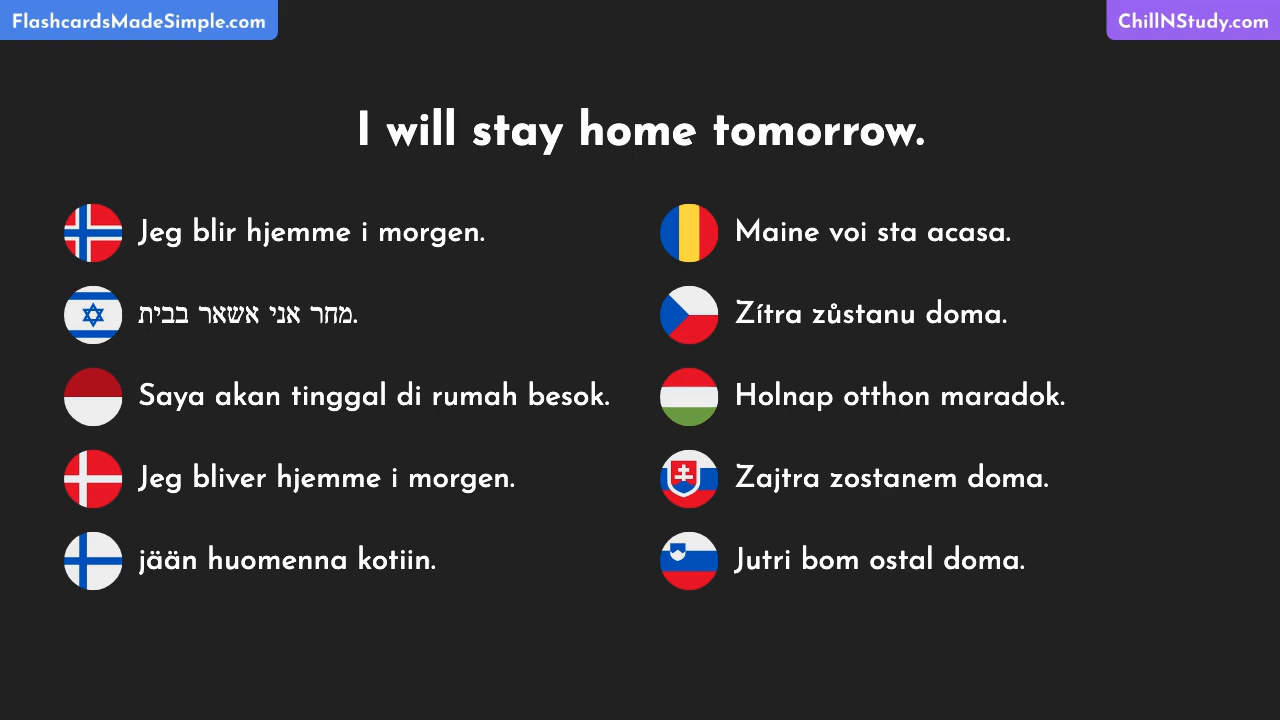 FlashcardsMadeSimple.com
ChillNStudy.com
I will stay home tomorrow.
Jeg blir hjemme i morgen.
מחר אני אשאר בבית.
Saya akan tinggal di rumah besok.
Jeg bliver hjemme i morgen.
jään huomenna kotiin.
Maine voi sta acasa.
Zítra zůstanu doma.
Holnap otthon maradok.
Zajtra zostanem doma.
Jutri bom ostal doma.